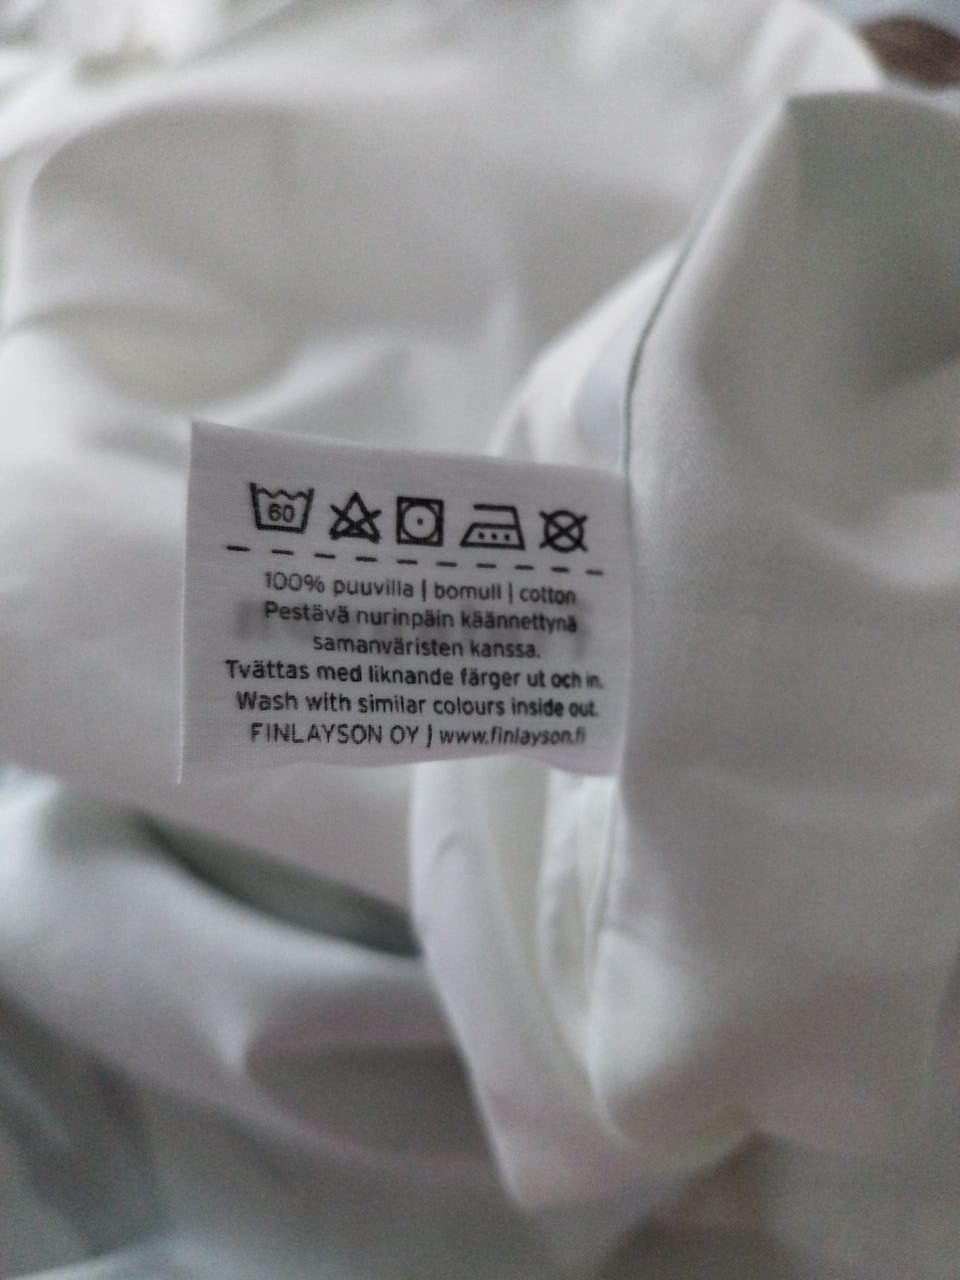 60
100% puuvilla | bomull | cotton
Pestävä nurinpäin käännettynä
samanväristen kanssa.
Tvättas med liknande färger ut och in.
Wash with similar colours inside out.
FINLAYSON OY | www.finlayson.fi